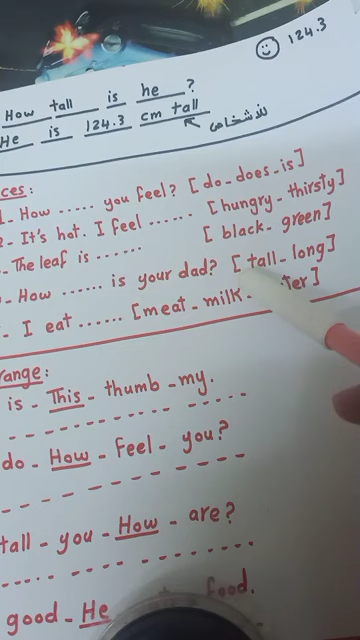 124.3
How tall is he ?
He is 124.3 cm tall
للأشخاص
ces:
1- How ...... you feel? [do - does - is]
2- It's hot. I feel ...... [hungry - thirsty]
- The leaf is ...... [black - green]
- How ...... is your dad? [tall - long]
- I eat ...... [meat - milk - ter]
range:
is - This - thumb - my.
do - How - feel - you?
tall - you - How - are?
good - He food.